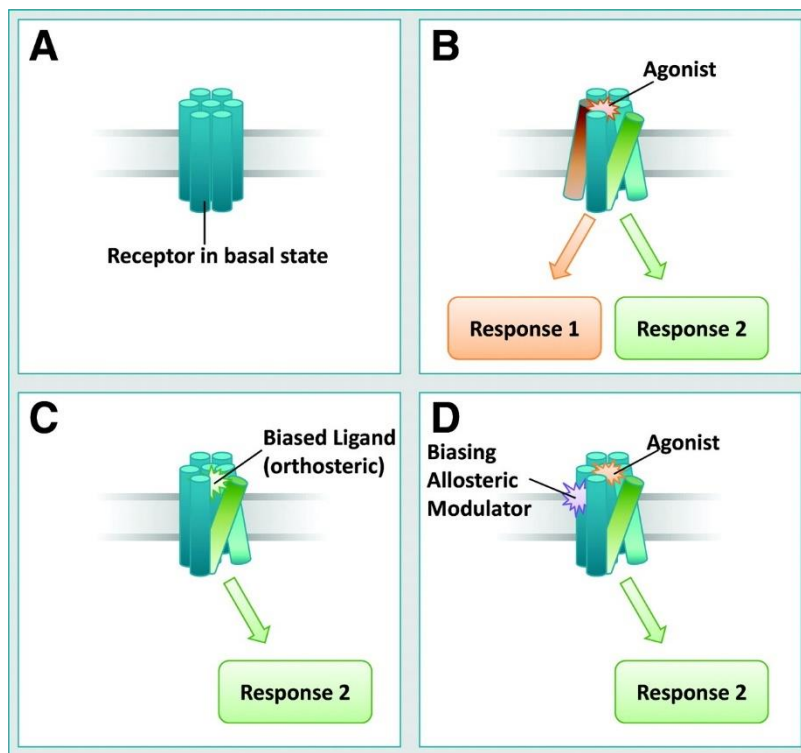 A
Receptor in basal state
B
Agonist
Response 1
Response 2
C
Biased Ligand
(orthosteric)
Response 2
D
Biasing
Allosteric
Modulator
Agonist
Response 2